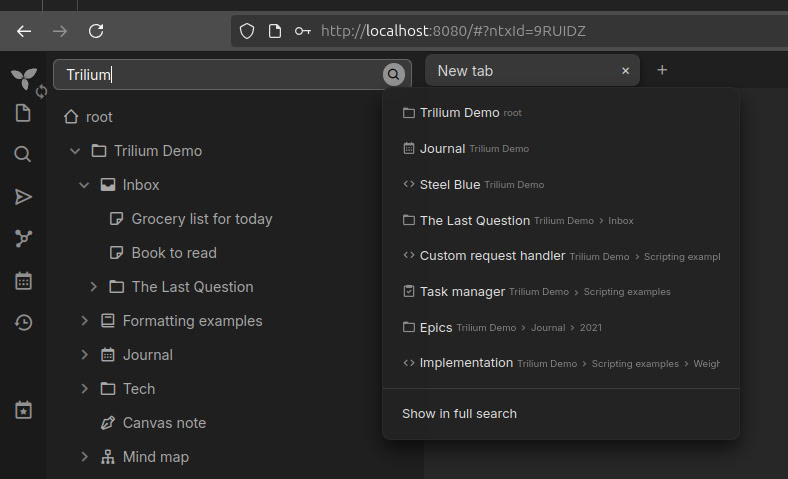 http://localhost:8080/#?ntxId=9RUIDZ
Trilium
New tab
root
Trilium Demo
Inbox
Grocery list for today
Book to read
The Last Question
Formatting examples
Journal
Tech
Canvas note
Mind map
Trilium Demo root
Journal Trilium Demo
Steel Blue Trilium Demo
The Last Question Trilium Demo > Inbox
Custom request handler Trilium Demo > Scripting exampl
Task manager Trilium Demo > Scripting examples
Epics Trilium Demo > Journal > 2021
Implementation Trilium Demo > Scripting examples > Weigh
Show in full search